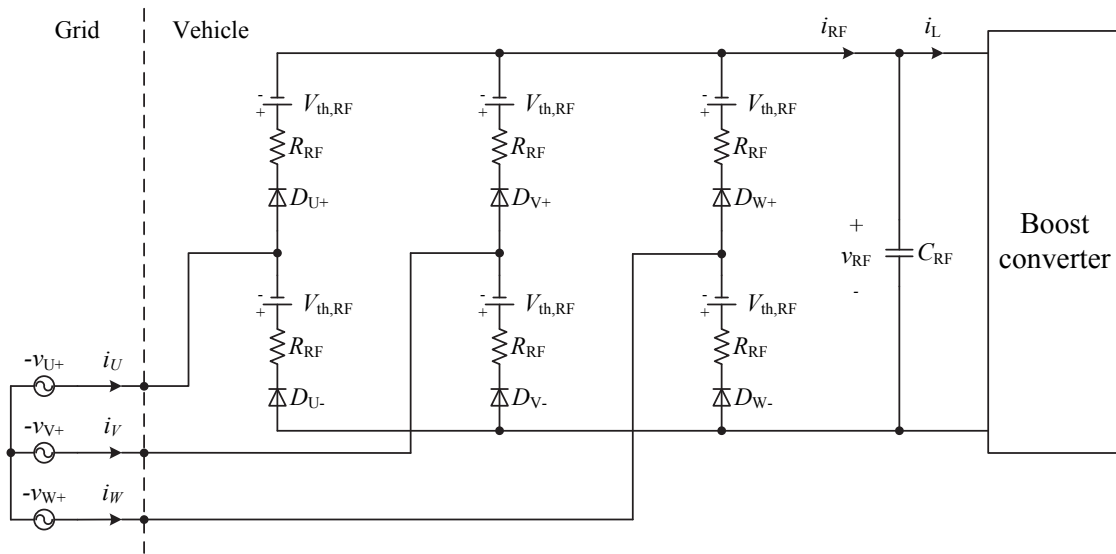 Grid Vehicle
i_RF i_L
- + V_th,RF - + V_th,RF - + V_th,RF
R_RF R_RF R_RF
D_U+ D_V+ D_W+
Boost converter
+ v_RF - C_RF
- + V_th,RF - + V_th,RF - + V_th,RF
R_RF R_RF R_RF
-v_U+ i_U
D_U- D_V- D_W-
-v_V+ i_V
-v_W+ i_W